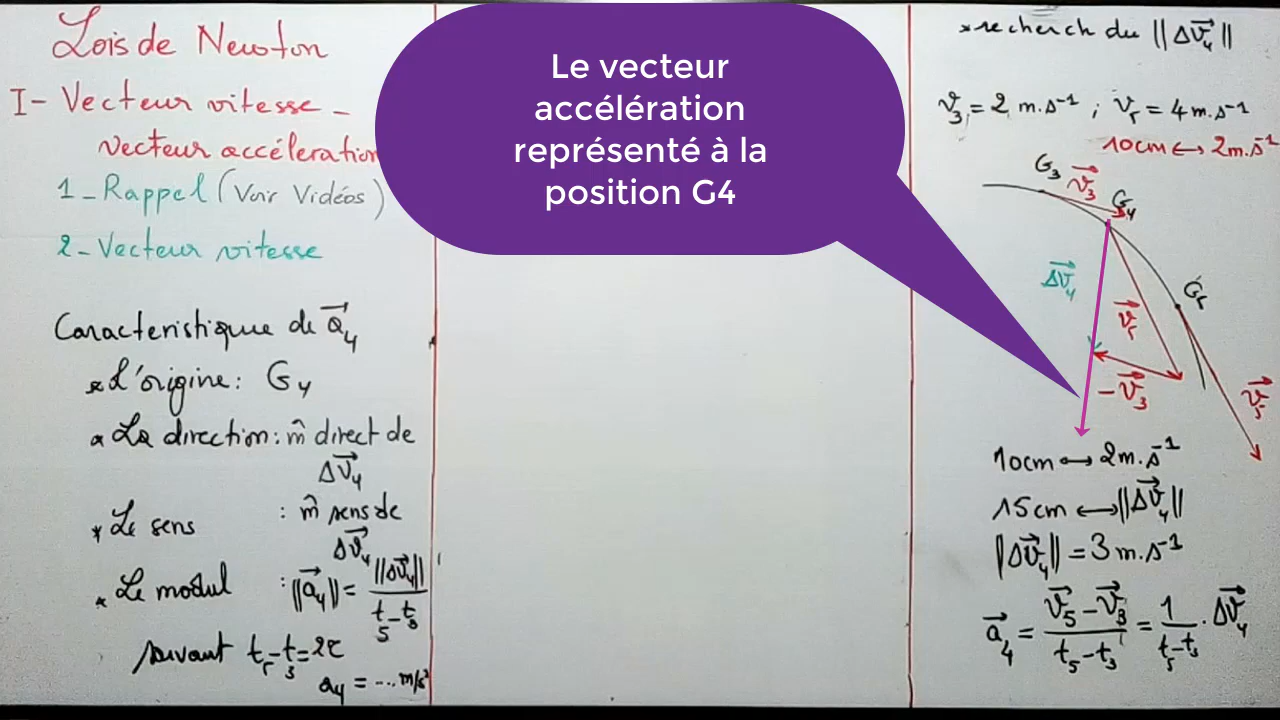 Lois de Newton
I- Vecteur vitesse -
vecteur accéleration
1 - Rappel (Voir Vidéos)
2 - Vecteur vitesse
Caracteristique de a⃗₄
* L'origine : G₄
* La direction : m̂ direct de
ΔV⃗₄
* Le sens : m̂ sens de
ΔV⃗₄
* Le modul : ||a⃗₄|| = ||ΔV⃗₄|| / (t₅ - t₃)
suivant t₅ - t₃ = 2τ
a₄ = ... m/s²
Le vecteur
accélération
représenté à la
position G4
* recherch du ||ΔV⃗₄||
V₃ = 2 m.s⁻¹ ; V₅ = 4 m.s⁻¹
10cm ↔ 2m.s⁻¹
G₃ V⃗₃ G₄
ΔV⃗₄ G₅
V⃗₅
-V⃗₃ V⃗₅
10cm ↔ 2m.s⁻¹
15cm ↔ ||ΔV⃗₄||
||ΔV⃗₄|| = 3 m.s⁻¹
a⃗₄ = (V⃗₅ - V⃗₃) / (t₅ - t₃) = 1 / (t₅ - t₃) . ΔV⃗₄